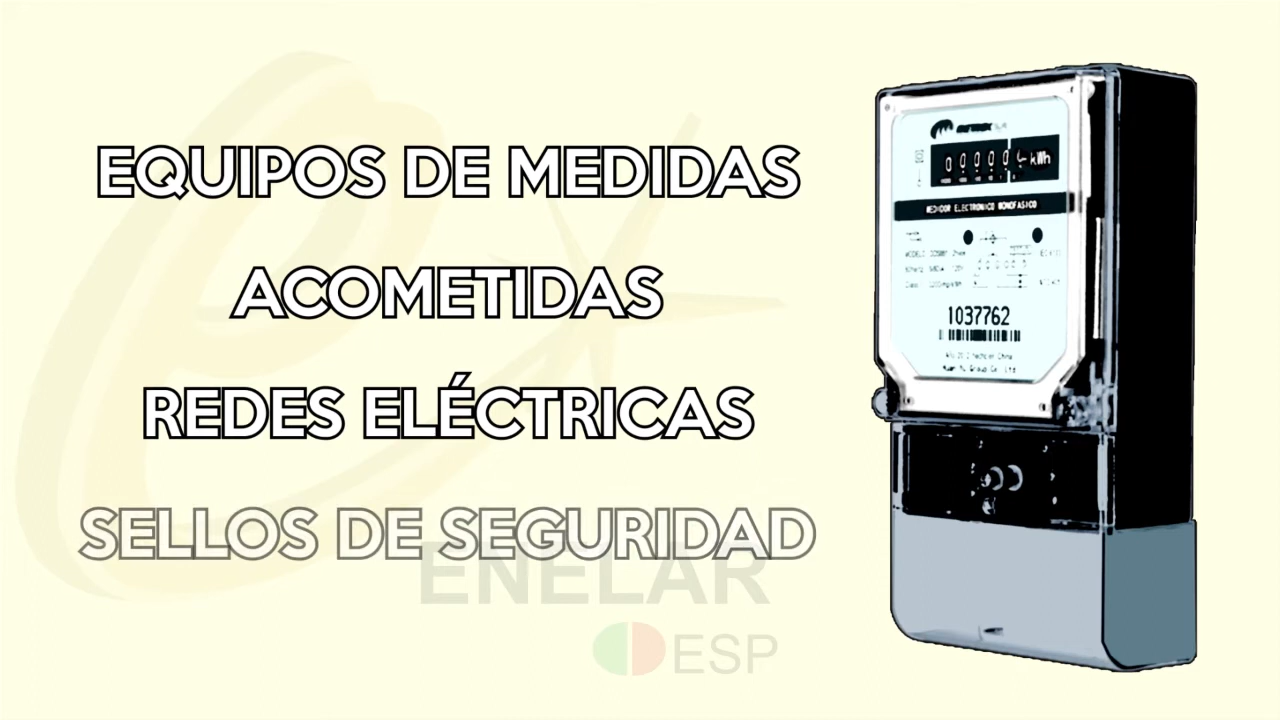 EQUIPOS DE MEDIDAS
ACOMETIDAS
REDES ELÉCTRICAS
SELLOS DE SEGURIDAD
ENELAR
ESP
kWh
MEDIDOR ELECTRONICO MONOFASICO
1037762